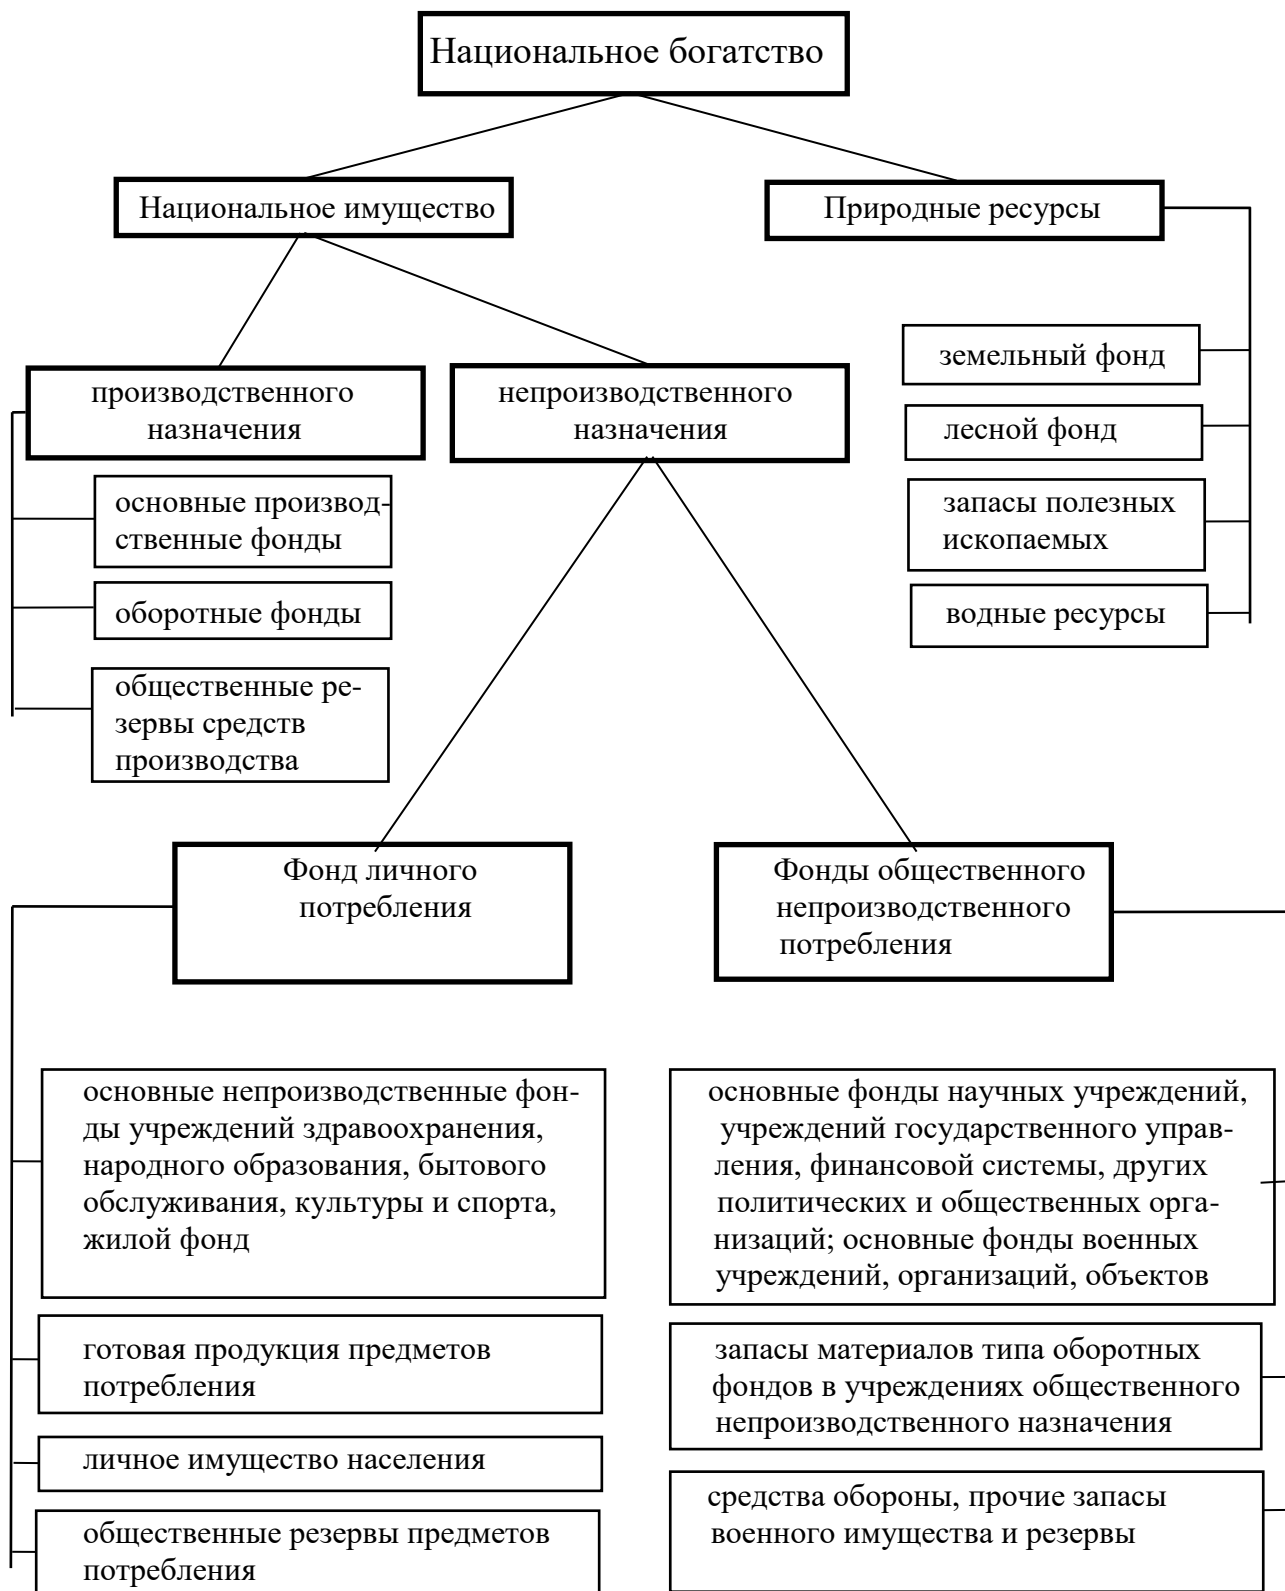 Национальное богатство
Национальное имущество
Природные ресурсы
земельный фонд
лесной фонд
запасы полезных
ископаемых
водные ресурсы
производственного
назначения
непроизводственного
назначения
основные производ-
ственные фонды
оборотные фонды
общественные ре-
зервы средств
производства
Фонд личного
потребления
Фонды общественного
непроизводственного
потребления
основные непроизводственные фон-
ды учреждений здравоохранения,
народного образования, бытового
обслуживания, культуры и спорта,
жилой фонд
готовая продукция предметов
потребления
личное имущество населения
общественные резервы предметов
потребления
основные фонды научных учреждений,
учреждений государственного управ-
ления, финансовой системы, других
политических и общественных орга-
низаций; основные фонды военных
учреждений, организаций, объектов
запасы материалов типа оборотных
фондов в учреждениях общественного
непроизводственного назначения
средства обороны, прочие запасы
военного имущества и резервы